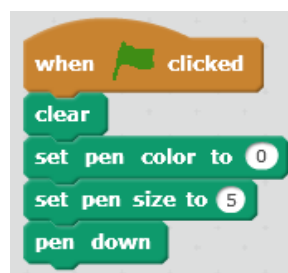 when clicked
clear
set pen color to 0
set pen size to 5
pen down